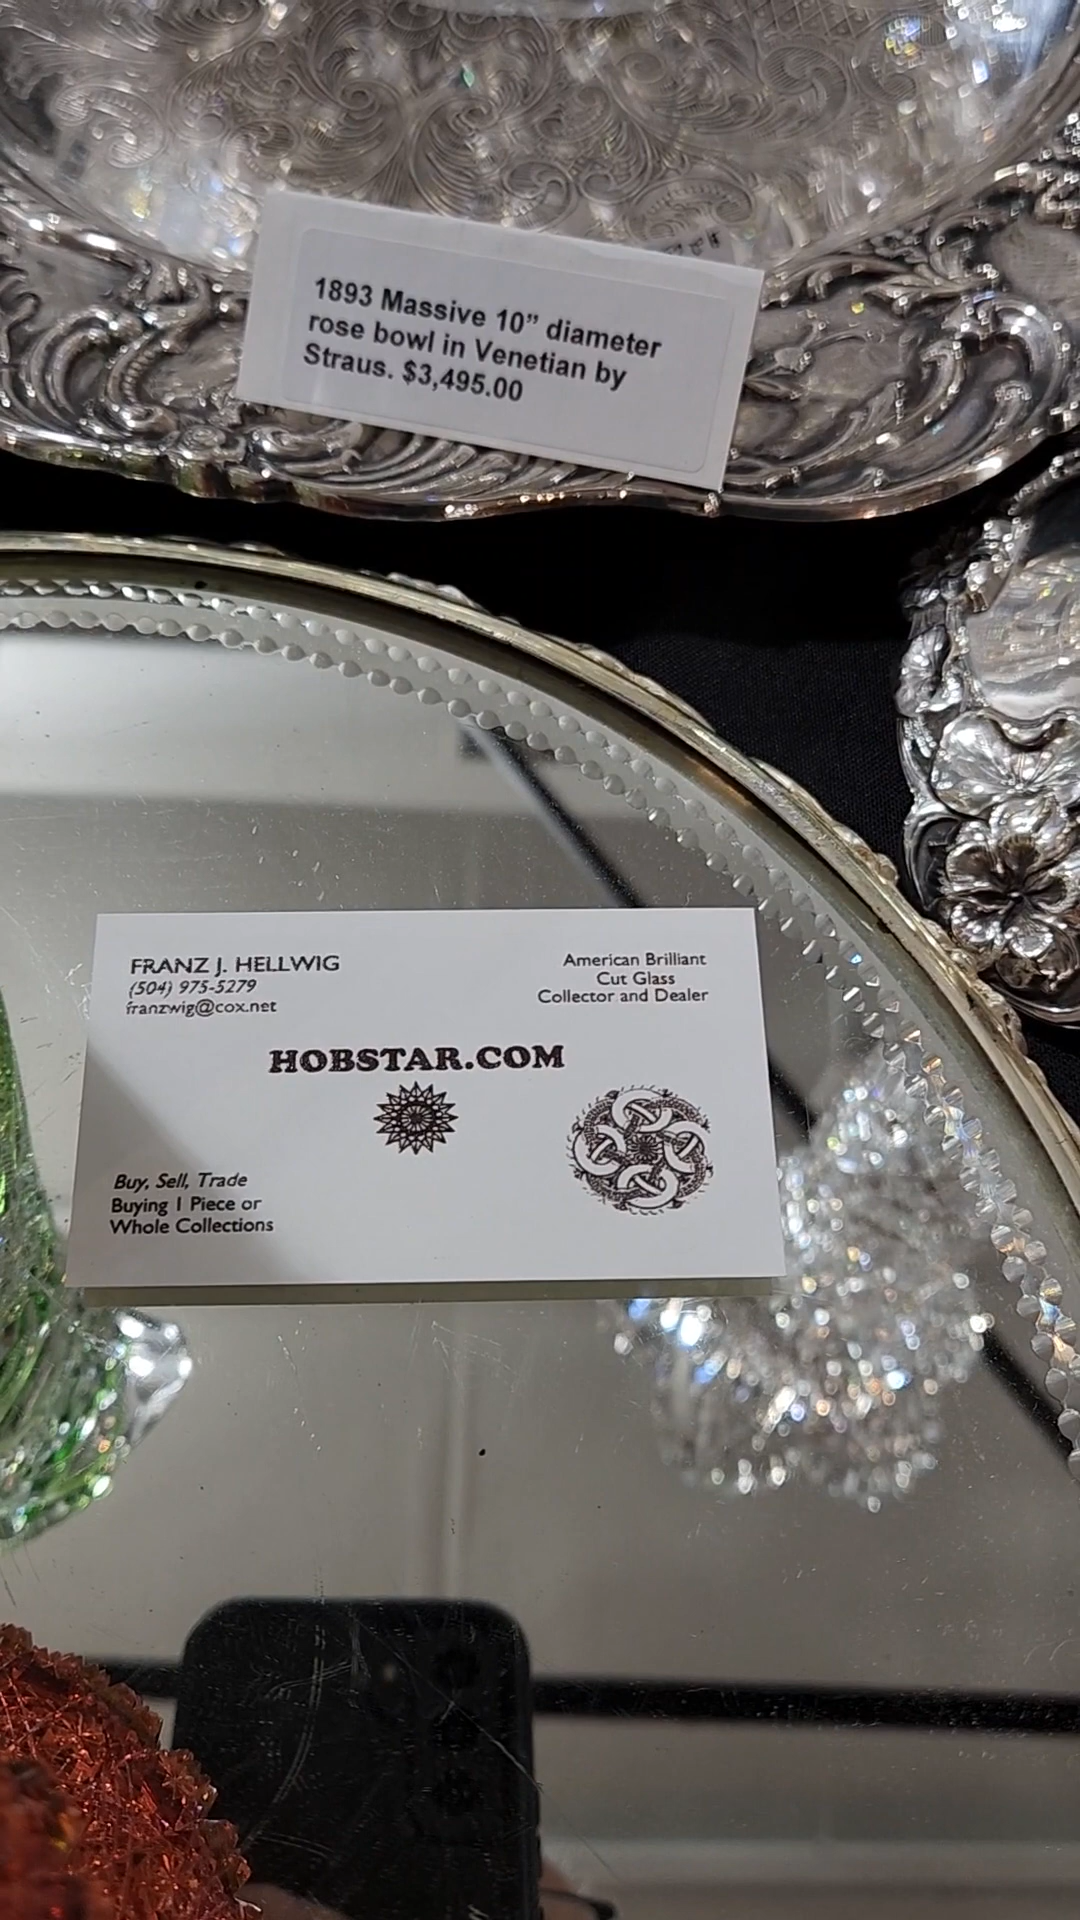 1893 Massive 10” diameter
rose bowl in Venetian by
Straus. $3,495.00
FRANZ J. HELLWIG
(504) 975-5279
franzwig@cox.net
American Brilliant
Cut Glass
Collector and Dealer
HOBSTAR.COM
Buy, Sell, Trade
Buying 1 Piece or
Whole Collections